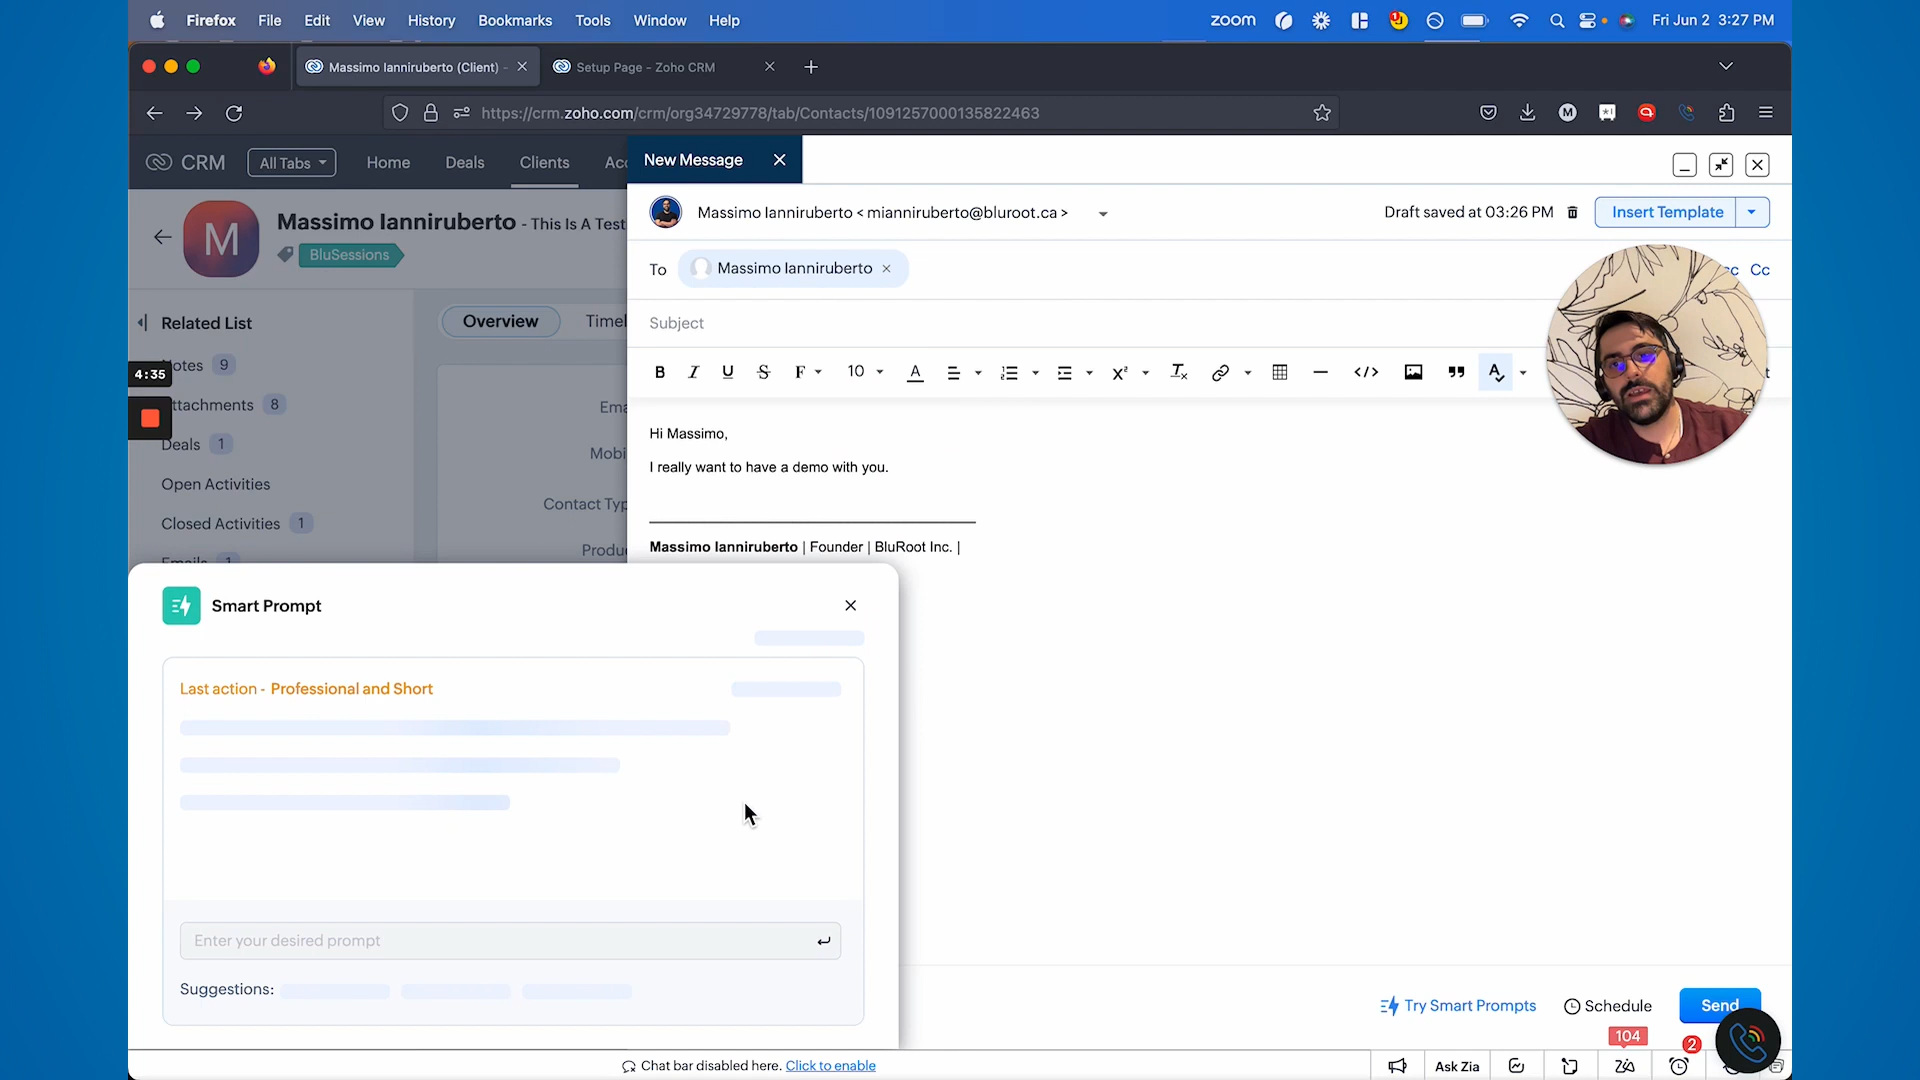 Firefox File Edit View History Bookmarks Tools Window Help
zoom
Fri Jun 2 3:27 PM
Massimo Ianniruberto (Client) -
Setup Page - Zoho CRM
https://crm.zoho.com/crm/org34729778/tab/Contacts/1091257000135822463
CRM
All Tabs
Home
Deals
Clients
New Message
M
Massimo Ianniruberto - This Is A Test
BluSessions
Massimo Ianniruberto < mianniruberto@bluroot.ca >
Draft saved at 03:26 PM
Insert Template
To
Massimo Ianniruberto
Cc
Related List
Overview
Subject
10
4:35
Deals 1
Open Activities
Closed Activities 1
Hi Massimo,
I really want to have a demo with you.
Massimo Ianniruberto | Founder | BluRoot Inc. |
Smart Prompt
Last action - Professional and Short
Enter your desired prompt
Suggestions:
Try Smart Prompts
Schedule
Send
104
2
Chat bar disabled here. Click to enable
Ask Zia